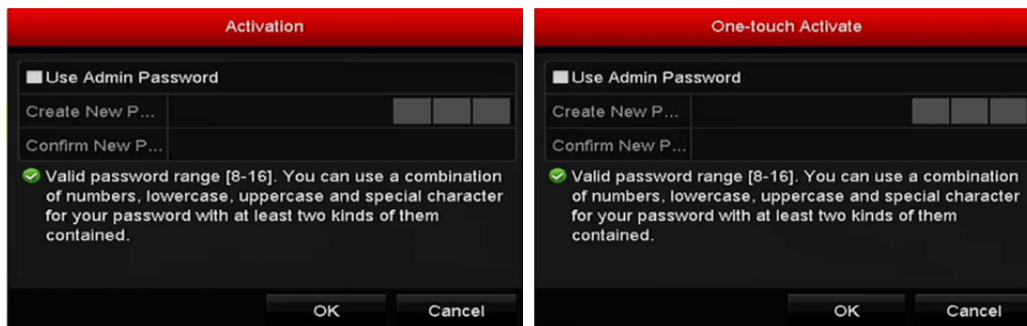 Activation
Use Admin Password
Create New P...
Confirm New P...
Valid password range [8-16]. You can use a combination
of numbers, lowercase, uppercase and special character
for your password with at least two kinds of them
contained.
OK Cancel
One-touch Activate
Use Admin Password
Create New P...
Confirm New P...
Valid password range [8-16]. You can use a combination
of numbers, lowercase, uppercase and special character
for your password with at least two kinds of them
contained.
OK Cancel